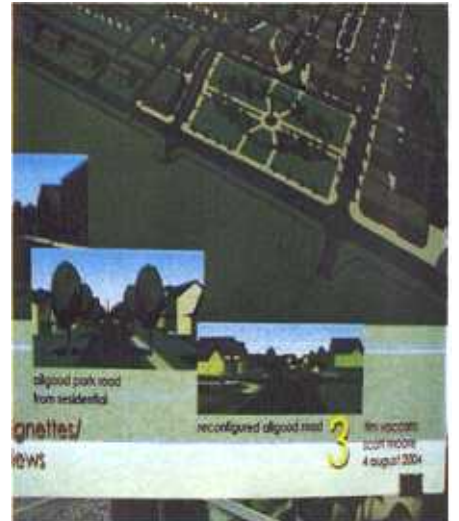 allgood park road
from residential
reconfigured allgood road
3
tim vaccaro
scott moore
4 august 2004
gnettes/
iews